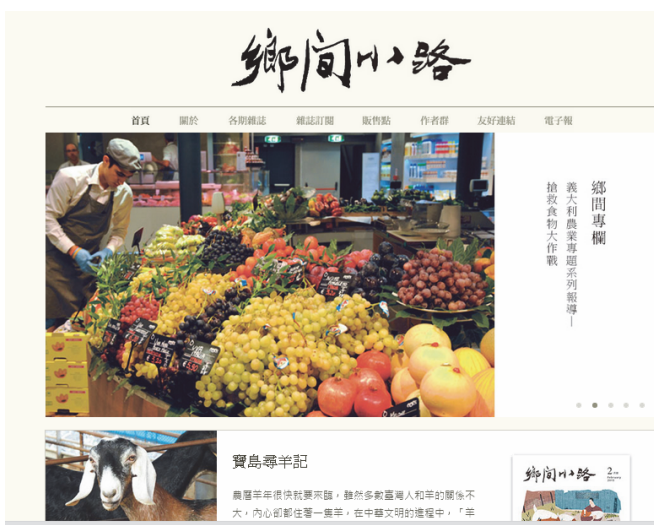 鄉間小路
首頁 關於 各期雜誌 雜誌訂閱 販售點 作者群 友好連結 電子報
鄉間專欄
義大利農業專題系列報導—
搶救食物大作戰
寶島尋羊記
農曆羊年很快就要來臨,雖然多數臺灣人和羊的關係不
大,內心卻都住著一隻羊,在中華文明的進程中,「羊
鄉間小路
2